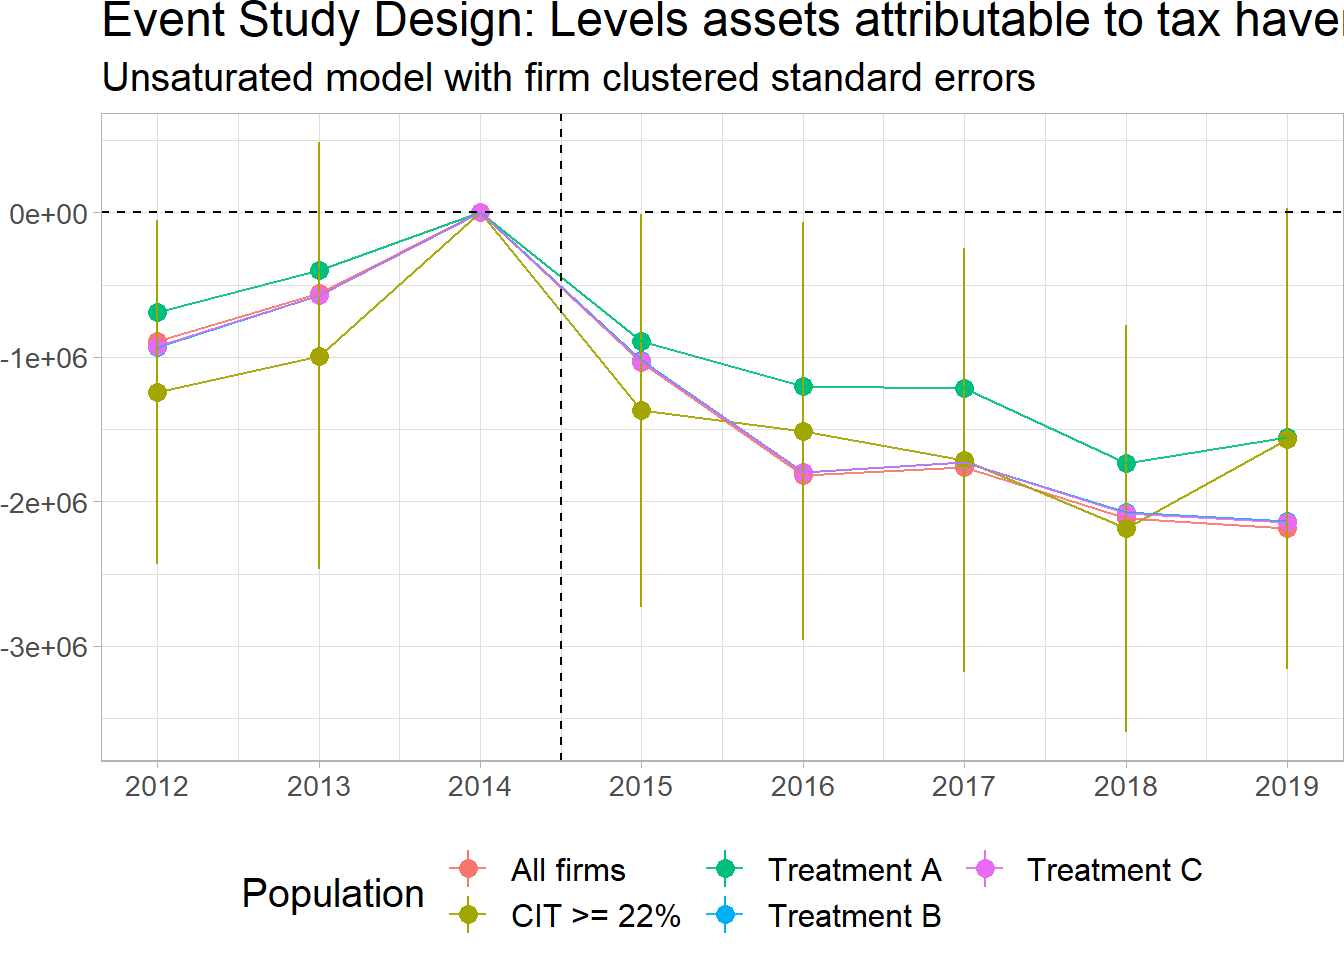 Event Study Design: Levels assets attributable to tax
Unsaturated model with firm clustered standard errors
0e+00
-1e+06
-2e+06
-3e+06
2012 2013 2014 2015 2016 2017 2018 2019
Population
All firms Treatment A Treatment C
CIT >= 22% Treatment B